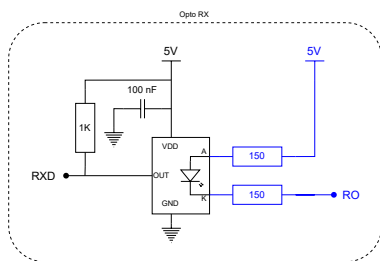 Opto RX
5V
5V
100 nF
1K
VDD
A
150
RXD
OUT
150
RO
K
GND